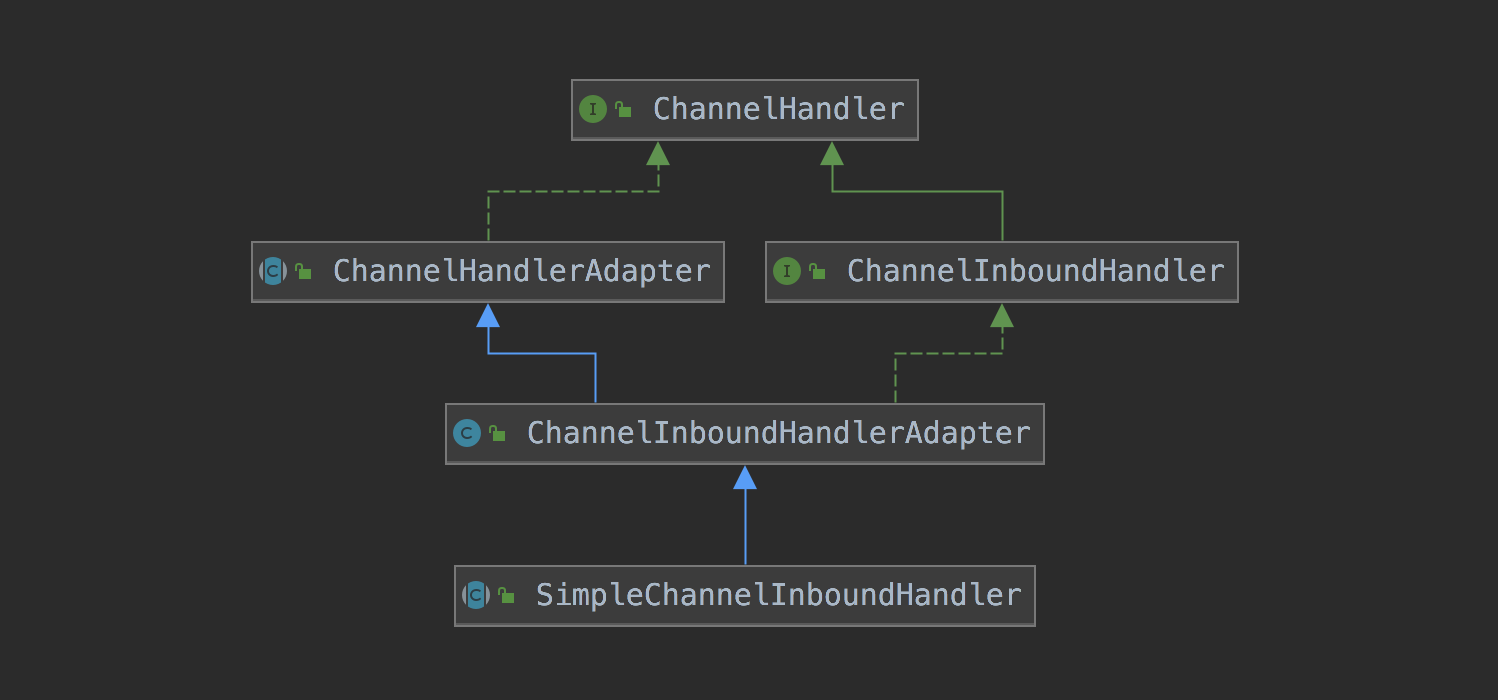 I ChannelHandler
C ChannelHandlerAdapter
I ChannelInboundHandler
C ChannelInboundHandlerAdapter
C SimpleChannelInboundHandler